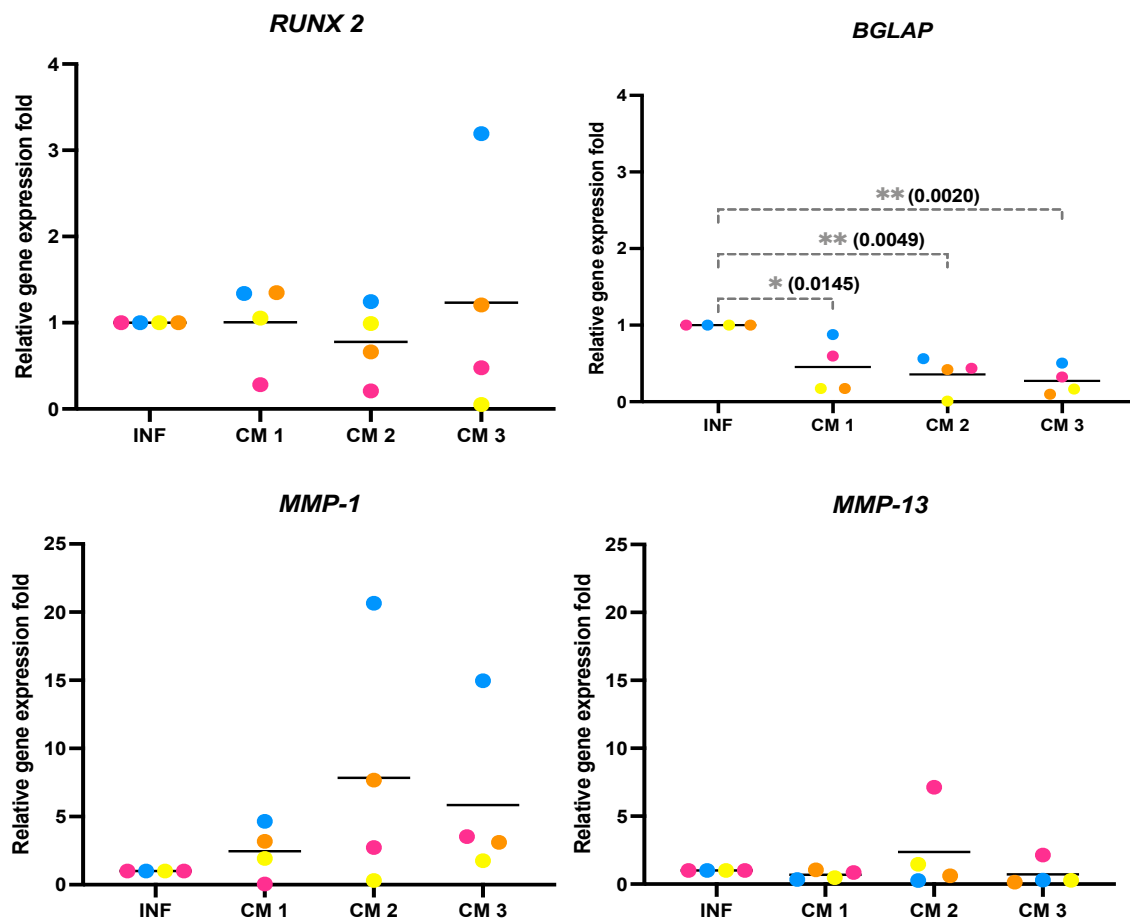 RUNX 2
Relative gene expression fold
4
3
2
1
0
INF CM 1 CM 2 CM 3
BGLAP
Relative gene expression fold
4
3
2
1
0
** (0.0020)
** (0.0049)
* (0.0145)
INF CM 1 CM 2 CM 3
MMP-1
Relative gene expression fold
25
20
15
10
5
0
INF CM 1 CM 2 CM 3
MMP-13
Relative gene expression fold
25
20
15
10
5
0
INF CM 1 CM 2 CM 3